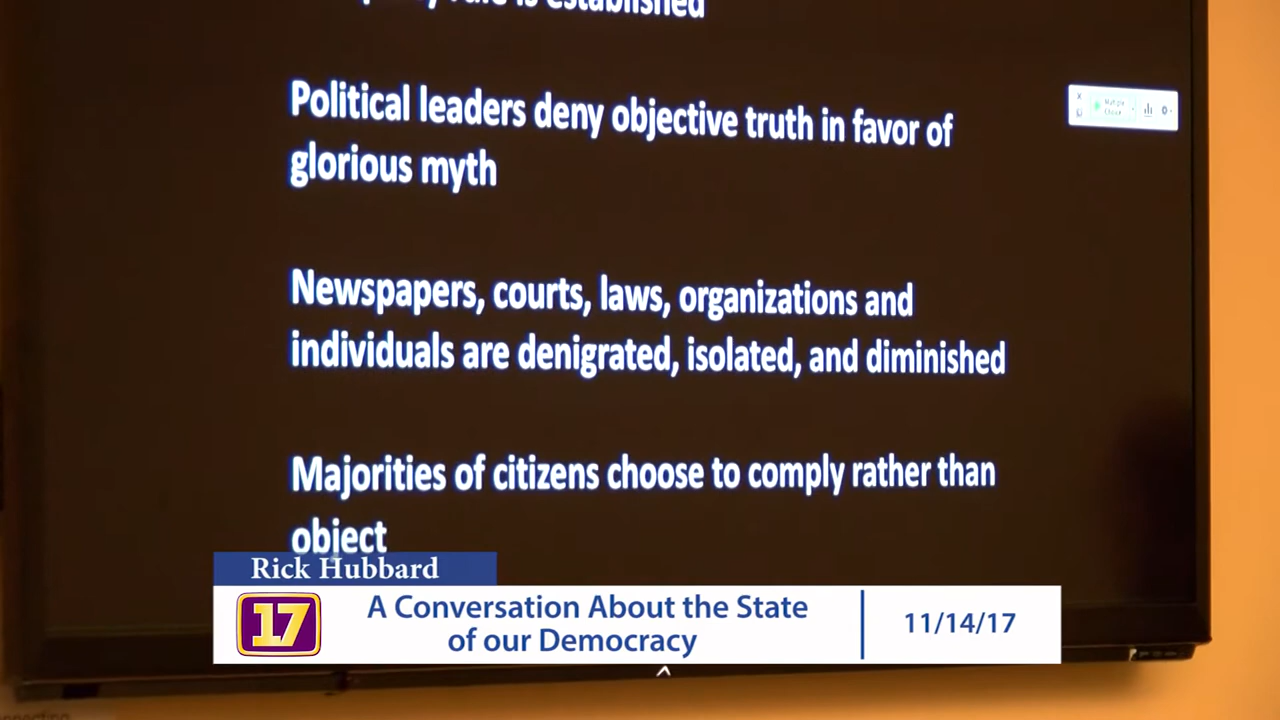 is established
Political leaders deny objective truth in favor of
glorious myth
Newspapers, courts, laws, organizations and
individuals are denigrated, isolated, and diminished
Majorities of citizens choose to comply rather than
object
Rick Hubbard
17
A Conversation About the State
of our Democracy
11/14/17